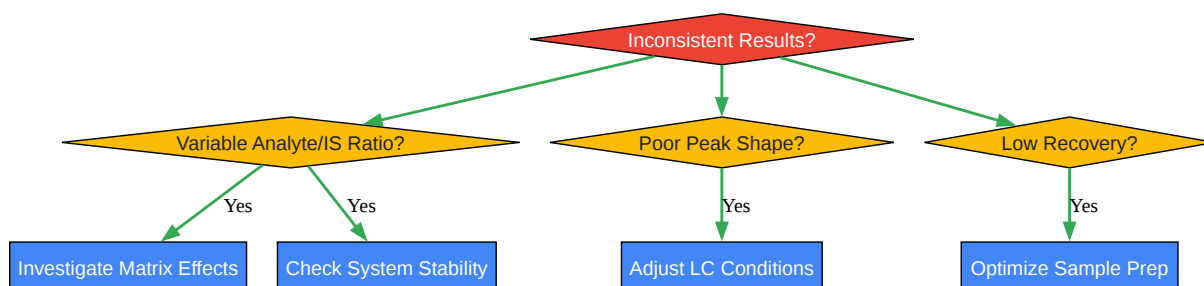 Inconsistent Results?
Variable Analyte/IS Ratio?
Poor Peak Shape?
Low Recovery?
Yes
Yes
Yes
Yes
Investigate Matrix Effects
Check System Stability
Adjust LC Conditions
Optimize Sample Prep